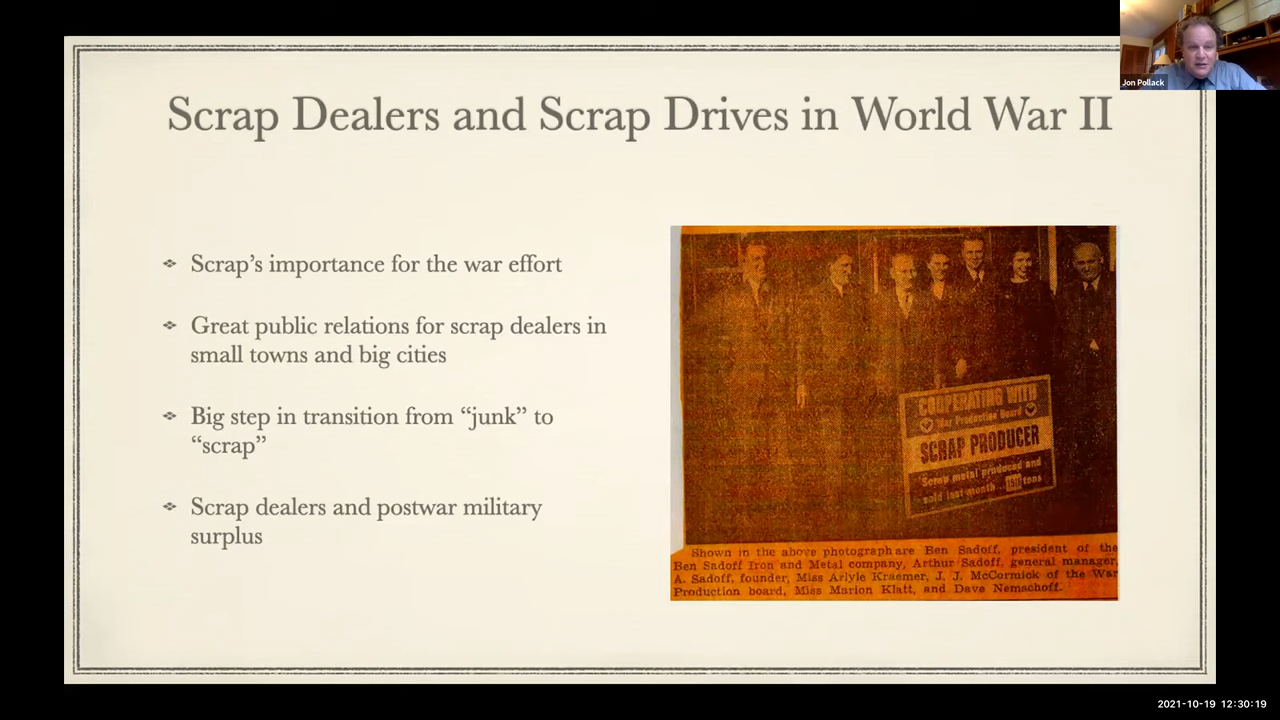 Jon Pollack
Scrap Dealers and Scrap Drives in World War II
Scrap’s importance for the war effort
Great public relations for scrap dealers in
small towns and big cities
Big step in transition from “junk” to
“scrap”
Scrap dealers and postwar military
surplus
COOPERATING WITH
War Production Board
SCRAP PRODUCER
Scrap metal produced and
sold last month tons
Shown in the above photograph are Ben Sadoff, president of the
Ben Sadoff Iron and Metal company, Arthur Sadoff, general manager,
A. Sadoff, founder, Miss Arlyle Kraemer, J. J. McCormick of the War
Production board, Miss Marion Klatt, and Dave Nemschoff.
2021-10-19 12:30:19